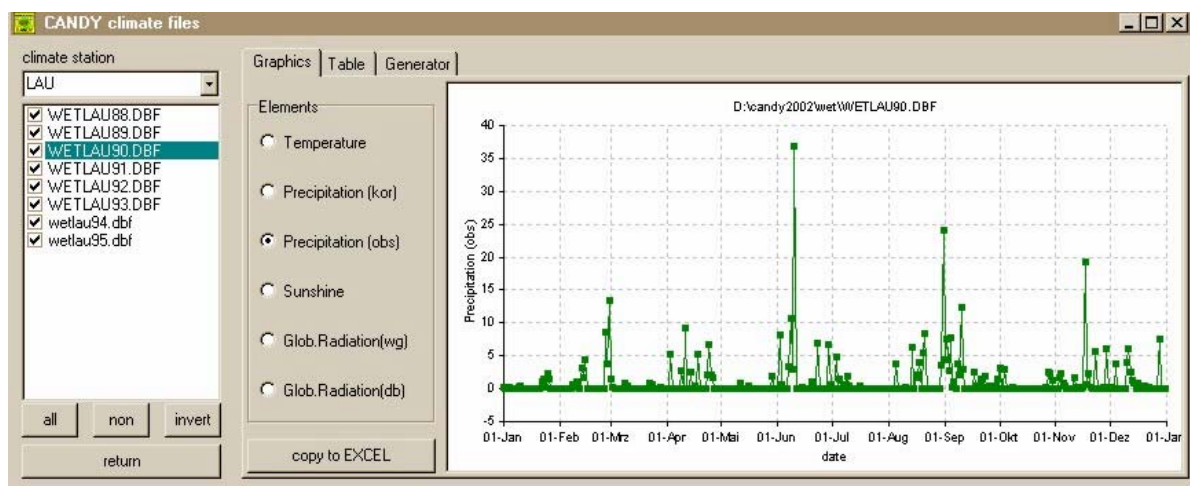 CANDY climate files
climate station
LAU
WETLAU88.DBF
WETLAU89.DBF
WETLAU90.DBF
WETLAU91.DBF
WETLAU92.DBF
WETLAU93.DBF
wetlau94.dbf
wetlau95.dbf
all non invert
return
Graphics Table Generator
Elements
Temperature
Precipitation (kor)
Precipitation (obs)
Sunshine
Glob.Radiation(wg)
Glob.Radiation(db)
copy to EXCEL
D:\candy2002\wet\WETLAU90.DBF
Precipitation (obs)
40
35
30
25
20
15
10
5
0
-5
01-Jan 01-Feb 01-Mrz 01-Apr 01-Mai 01-Jun 01-Jul 01-Aug 01-Sep 01-Okt 01-Nov 01-Dez 01-Jan
date